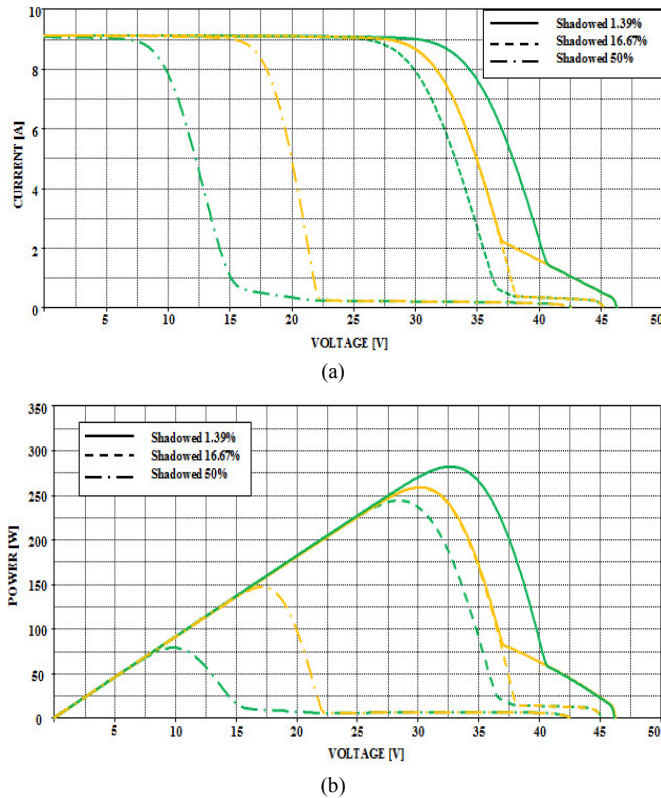 10
8
6
4
2
0
CURRENT [A]
Shadowed 1.39%
Shadowed 16.67%
Shadowed 50%
5 10 15 20 25 30 35 40 45 50
VOLTAGE [V]
(a)
350
300
250
200
150
100
50
0
POWER [W]
Shadowed 1.39%
Shadowed 16.67%
Shadowed 50%
5 10 15 20 25 30 35 40 45 50
VOLTAGE [V]
(b)